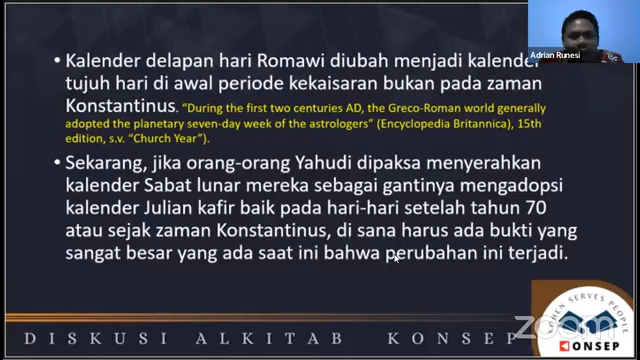 Adrian Runesi
• Kalender delapan hari Romawi diubah menjadi kalender
tujuh hari di awal periode kekaisaran bukan pada zaman
Konstantinus. "During the first two centuries AD, the Greco-Roman world generally
adopted the planetary seven-day week of the astrologers" (Encyclopedia Britannica), 15th
edition, s.v. "Church Year").
• Sekarang, jika orang-orang Yahudi dipaksa menyerahkan
kalender Sabat lunar mereka sebagai gantinya mengadopsi
kalender Julian kafir baik pada hari-hari setelah tahun 70
atau sejak zaman Konstantinus, di sana harus ada bukti yang
sangat besar yang ada saat ini bahwa perubahan ini terjadi.
SERVES PEOPLE
zoom
KONSEP
DISKUSI ALKITAB KONSEP